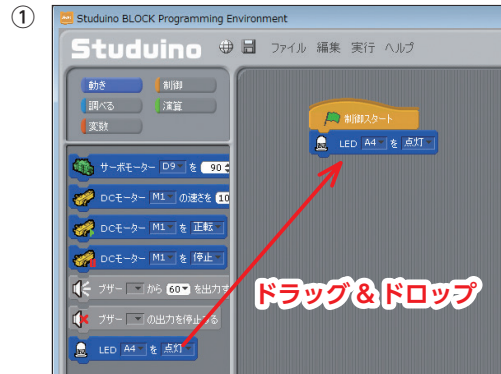 ①
Studuino BLOCK Programming Environment
Studuino ファイル 編集 実行 ヘルプ
動き 制御
調べる 演算
変数
サーボモーター D9 を 90
DCモーター M1 の速さを 10
DCモーター M1 を 正転
DCモーター M1 を 停止
ブザー から 60 を出力す
ブザー の出力を停止する
LED A4 を 点灯
制御スタート
LED A4 を 点灯
ドラッグ&ドロップ